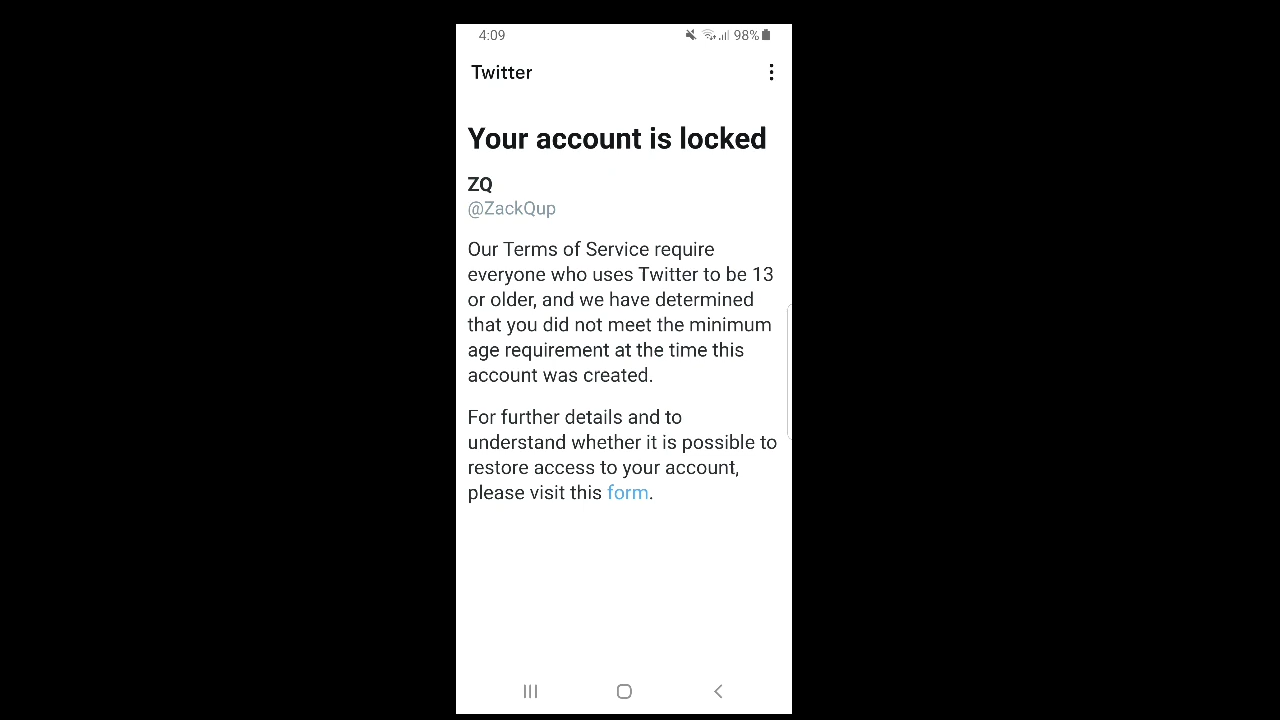 4:09 98%
Twitter
Your account is locked
ZQ
@ZackQup
Our Terms of Service require
everyone who uses Twitter to be 13
or older, and we have determined
that you did not meet the minimum
age requirement at the time this
account was created.
For further details and to
understand whether it is possible to
restore access to your account,
please visit this form.